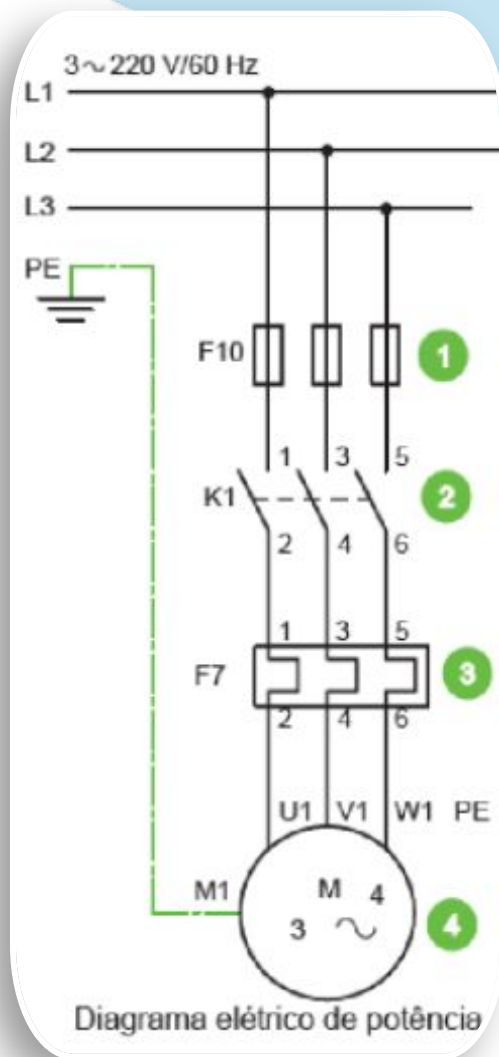 3~220 V/60 Hz
L1
L2
L3
PE
F10
1
1 3 5
K1
2
2 4 6
1 3 5
F7
3
2 4 6
U1 V1 W1 PE
M1
M 4
3 ~
4
Diagrama elétrico de potência